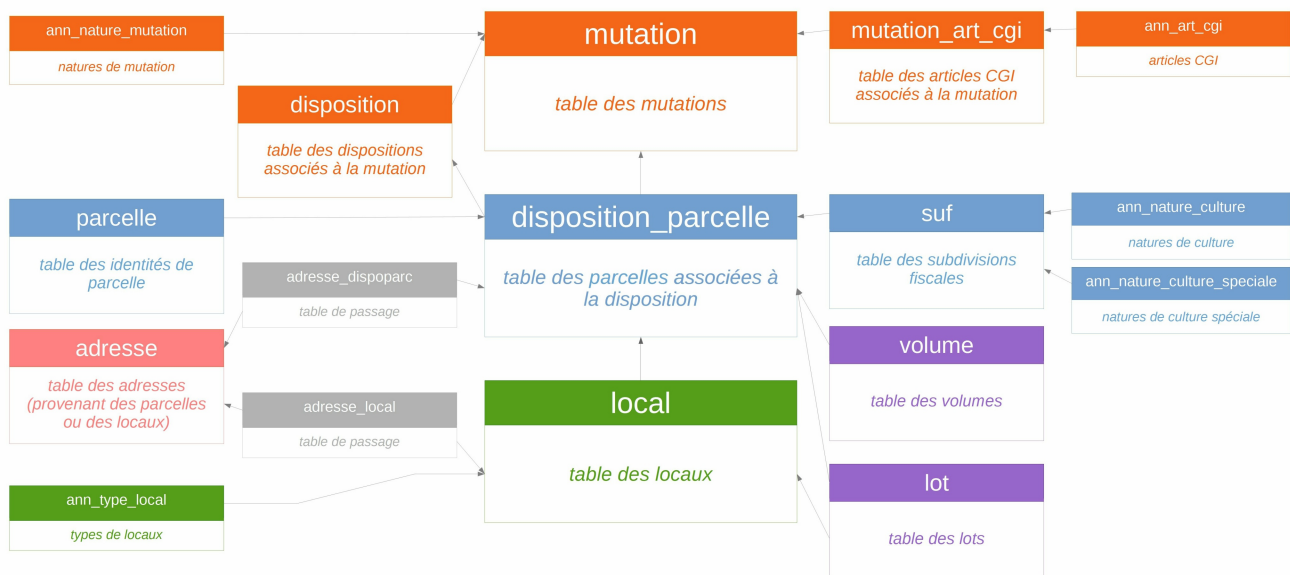 ann_nature_mutation
natures de mutation
mutation
table des mutations
mutation_art_cgi
table des articles CGI
associés à la mutation
ann_art_cgi
articles CGI
disposition
table des dispositions
associés à la mutation
parcelle
table des identités de
parcelle
disposition_parcelle
table des parcelles associées à
la disposition
suf
table des subdivisions
fiscales
ann_nature_culture
natures de culture
ann_nature_culture_speciale
natures de culture spéciale
adresse_dispoparc
table de passage
adresse
table des adresses
(provenant des parcelles
ou des locaux)
volume
table des volumes
adresse_local
table de passage
local
table des locaux
ann_type_local
types de locaux
lot
table des lots